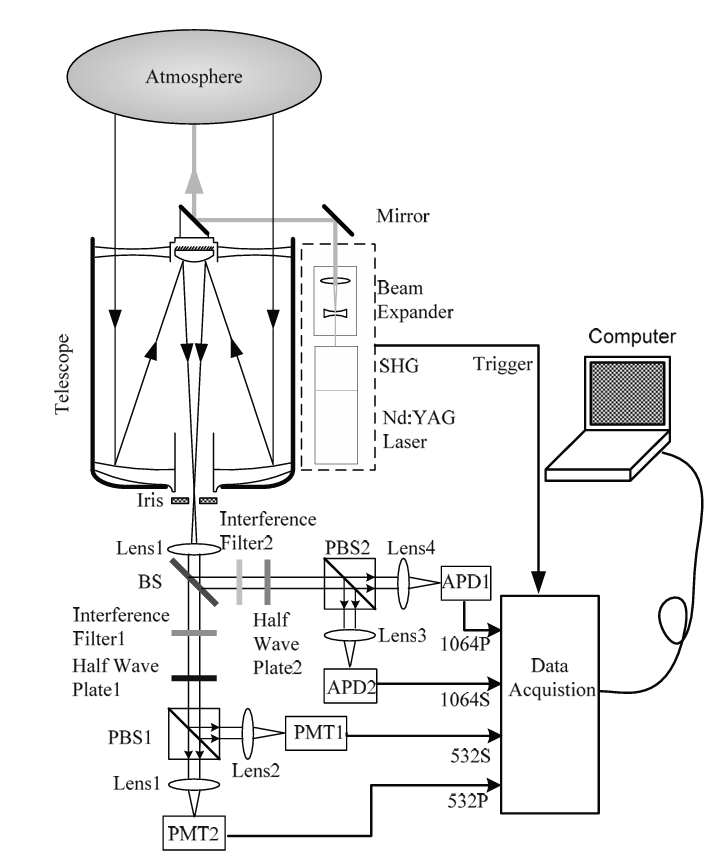 Atmosphere
Mirror
Beam
Expander
Computer
Telescope
SHG
Trigger
Nd:YAG
Laser
Iris
Interference
Filter2
Lens1
PBS2
Lens4
BS
APD1
Interference
Filter1
Half
Wave
Plate2
Lens3
1064P
Half Wave
Plate1
Data
Acquistion
APD2
1064S
PBS1
PMT1
532S
Lens2
Lens1
532P
PMT2